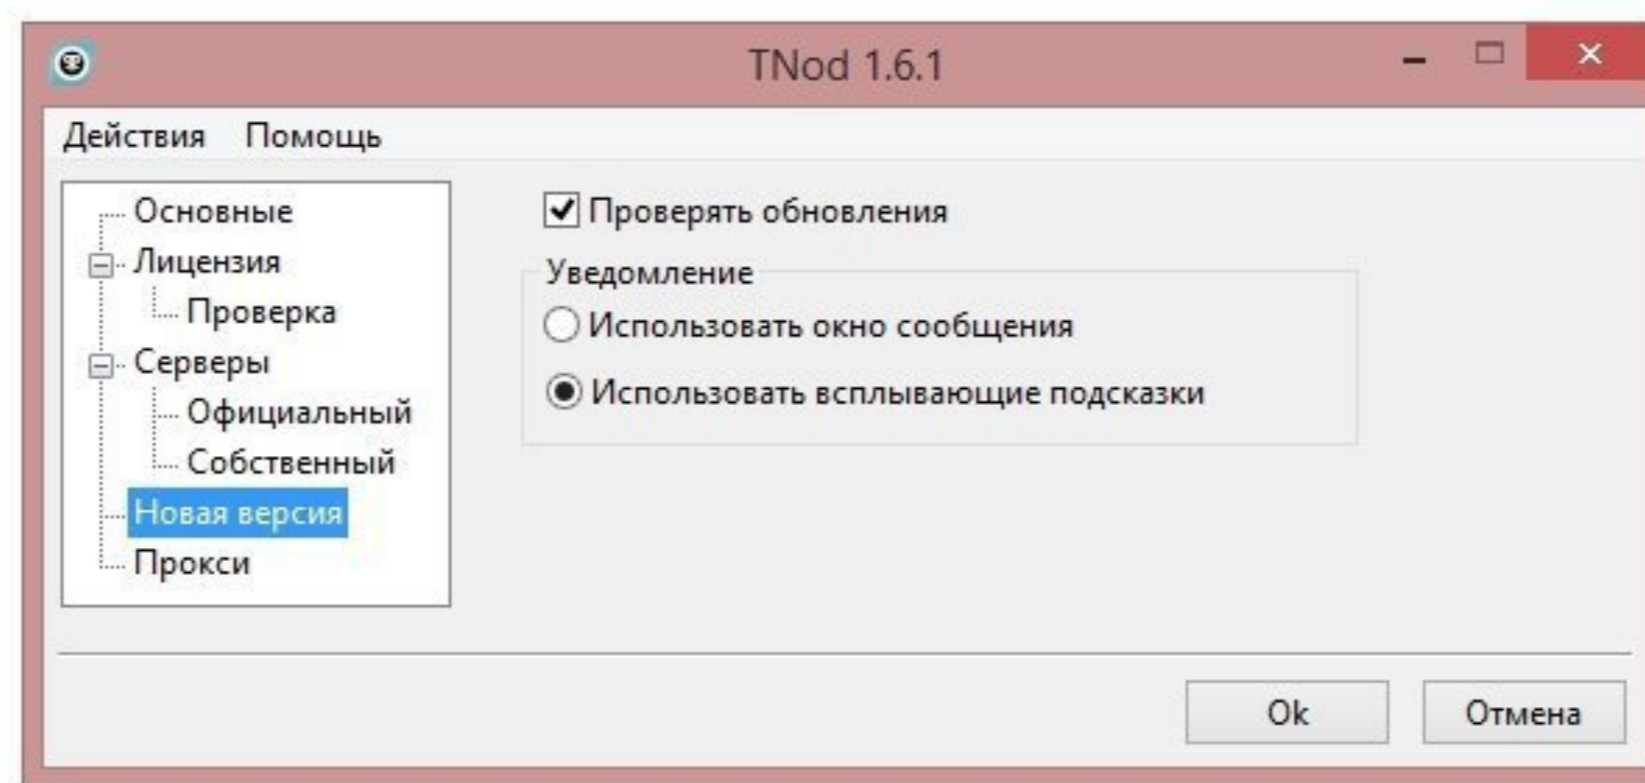 TNod 1.6.1
Действия Помощь
Основные
Лицензия
Проверка
Серверы
Официальный
Собственный
Новая версия
Прокси
Проверять обновления
Уведомление
Использовать окно сообщения
Использовать всплывающие подсказки
Ok Отмена